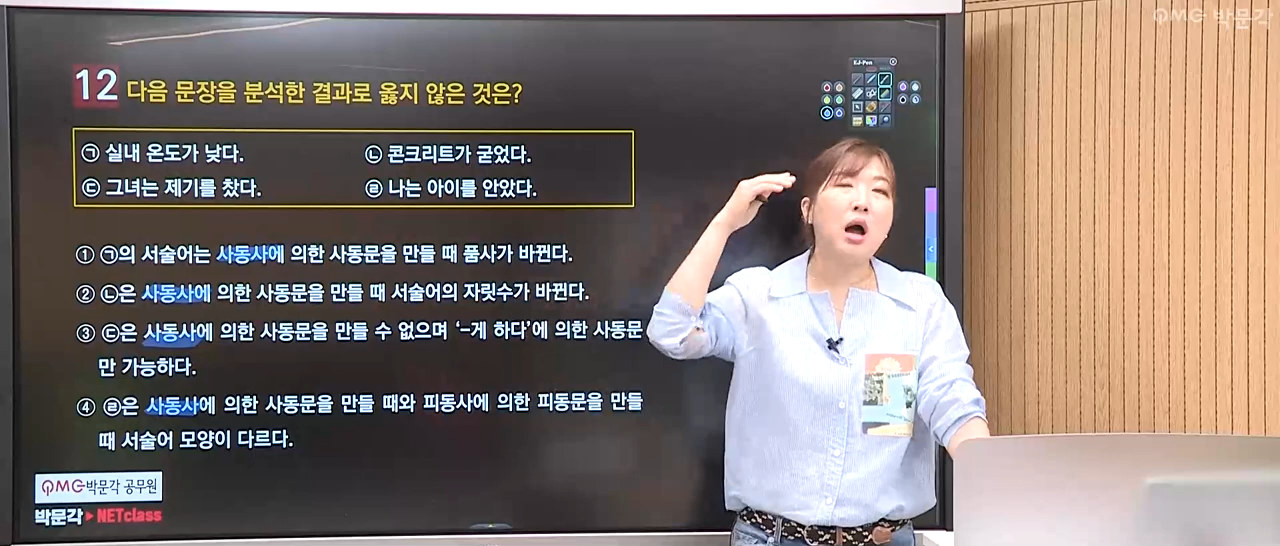 박문각
12 다음 문장을 분석한 결과로 옳지 않은 것은?
EJ-Pen
㉠ 실내 온도가 낮다. ㉡ 콘크리트가 굳었다.
㉢ 그녀는 제기를 찼다. ㉣ 나는 아이를 안았다.
① ㉠의 서술어는 사동사에 의한 사동문을 만들 때 품사가 바뀐다.
② ㉡은 사동사에 의한 사동문을 만들 때 서술어의 자릿수가 바뀐다.
③ ㉢은 사동사에 의한 사동문을 만들 수 없으며 ‘-게 하다’에 의한 사동문
만 가능하다.
④ ㉣은 사동사에 의한 사동문을 만들 때와 피동사에 의한 피동문을 만들
때 서술어 모양이 다르다.
PMG박문각 공무원
박문각 NETclass